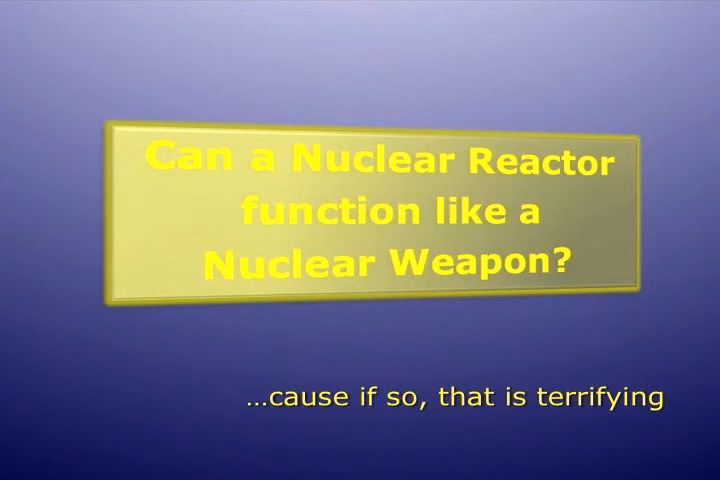 Can a Nuclear Reactor
function like a
Nuclear Weapon?
…cause if so, that is terrifying